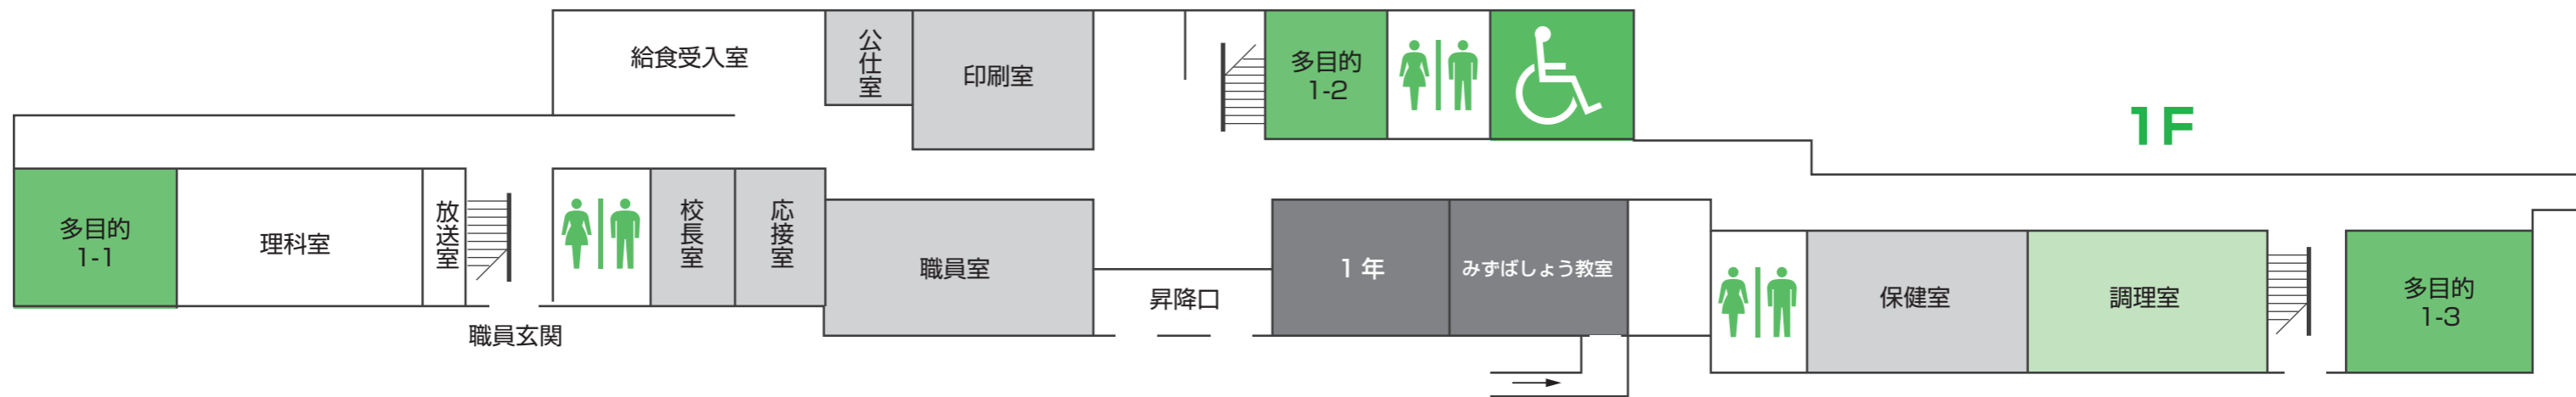 給食受入室
公仕室
印刷室
多目的
1-2
1F
多目的
1-1
理科室
放送室
校長室
応接室
職員室
昇降口
1 年
みずばしょう教室
保健室
調理室
多目的
1-3
職員玄関